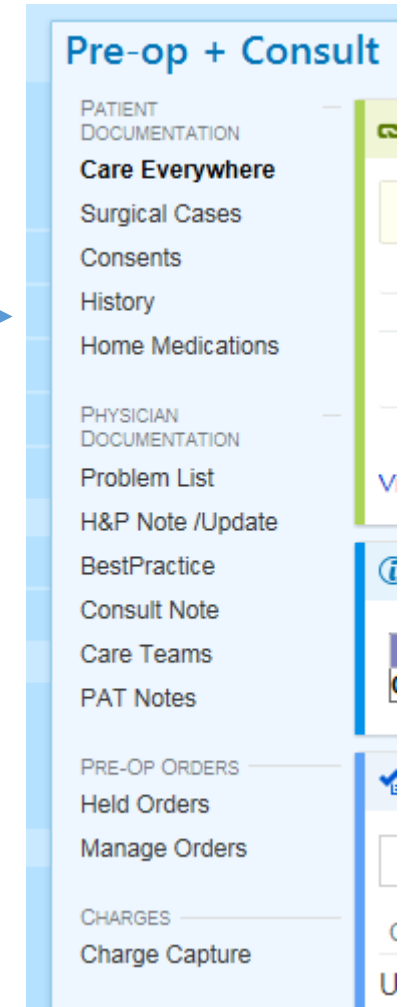 Pre-op + Consult
PATIENT
DOCUMENTATION
Care Everywhere
Surgical Cases
Consents
History
Home Medications
PHYSICIAN
DOCUMENTATION
Problem List
H&P Note /Update
BestPractice
Consult Note
Care Teams
PAT Notes
PRE-OP ORDERS
Held Orders
Manage Orders
CHARGES
Charge Capture